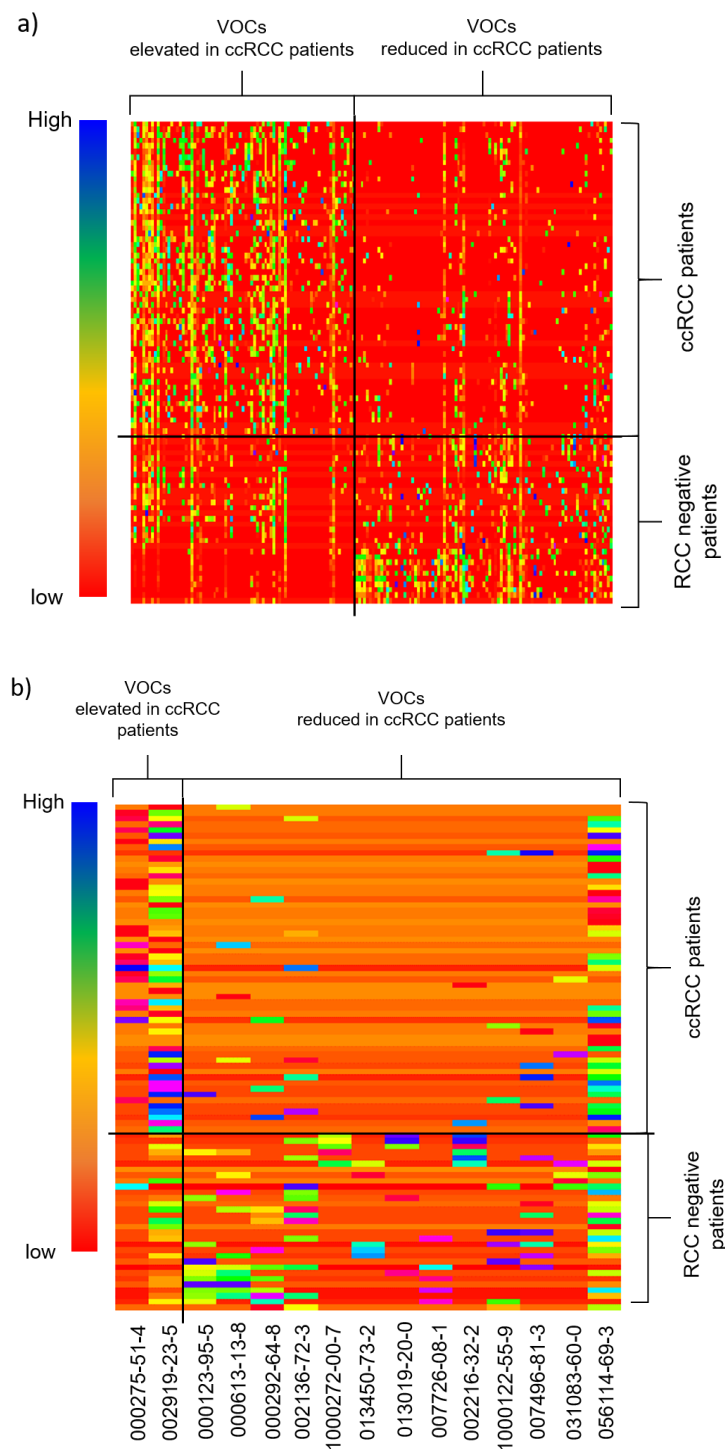 a)
VOCs
elevated in ccRCC patients
VOCs
reduced in ccRCC patients
High
low
ccRCC patients
RCC negative
patients
b)
VOCs
elevated in ccRCC
patients
VOCs
reduced in ccRCC patients
High
low
ccRCC patients
RCC negative
patients
000275-51-4
002919-23-5
000123-95-5
000613-13-8
000292-64-8
002136-72-3
1000272-00-7
013450-73-2
013019-20-0
007726-08-1
002216-32-2
1000122-55-9
007496-81-3
031083-60-0
056114-69-3